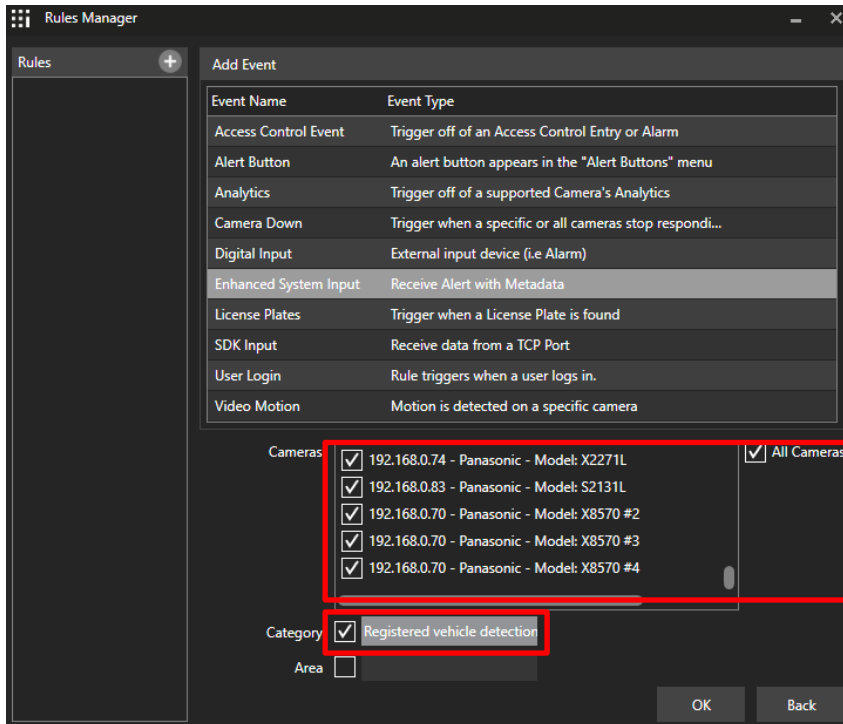 Rules Manager
Rules
Add Event
Event Name Event Type
Access Control Event Trigger off of an Access Control Entry or Alarm
Alert Button An alert button appears in the "Alert Buttons" menu
Analytics Trigger off of a supported Camera's Analytics
Camera Down Trigger when a specific or all cameras stop respondi...
Digital Input External input device (i.e Alarm)
Enhanced System Input Receive Alert with Metadata
License Plates Trigger when a License Plate is found
SDK Input Receive data from a TCP Port
User Login Rule triggers when a user logs in.
Video Motion Motion is detected on a specific camera
Cameras 192.168.0.74 - Panasonic - Model: X2271L All Cameras
192.168.0.83 - Panasonic - Model: S2131L
192.168.0.70 - Panasonic - Model: X8570 #2
192.168.0.70 - Panasonic - Model: X8570 #3
192.168.0.70 - Panasonic - Model: X8570 #4
Category Registered vehicle detection
Area
OK Back